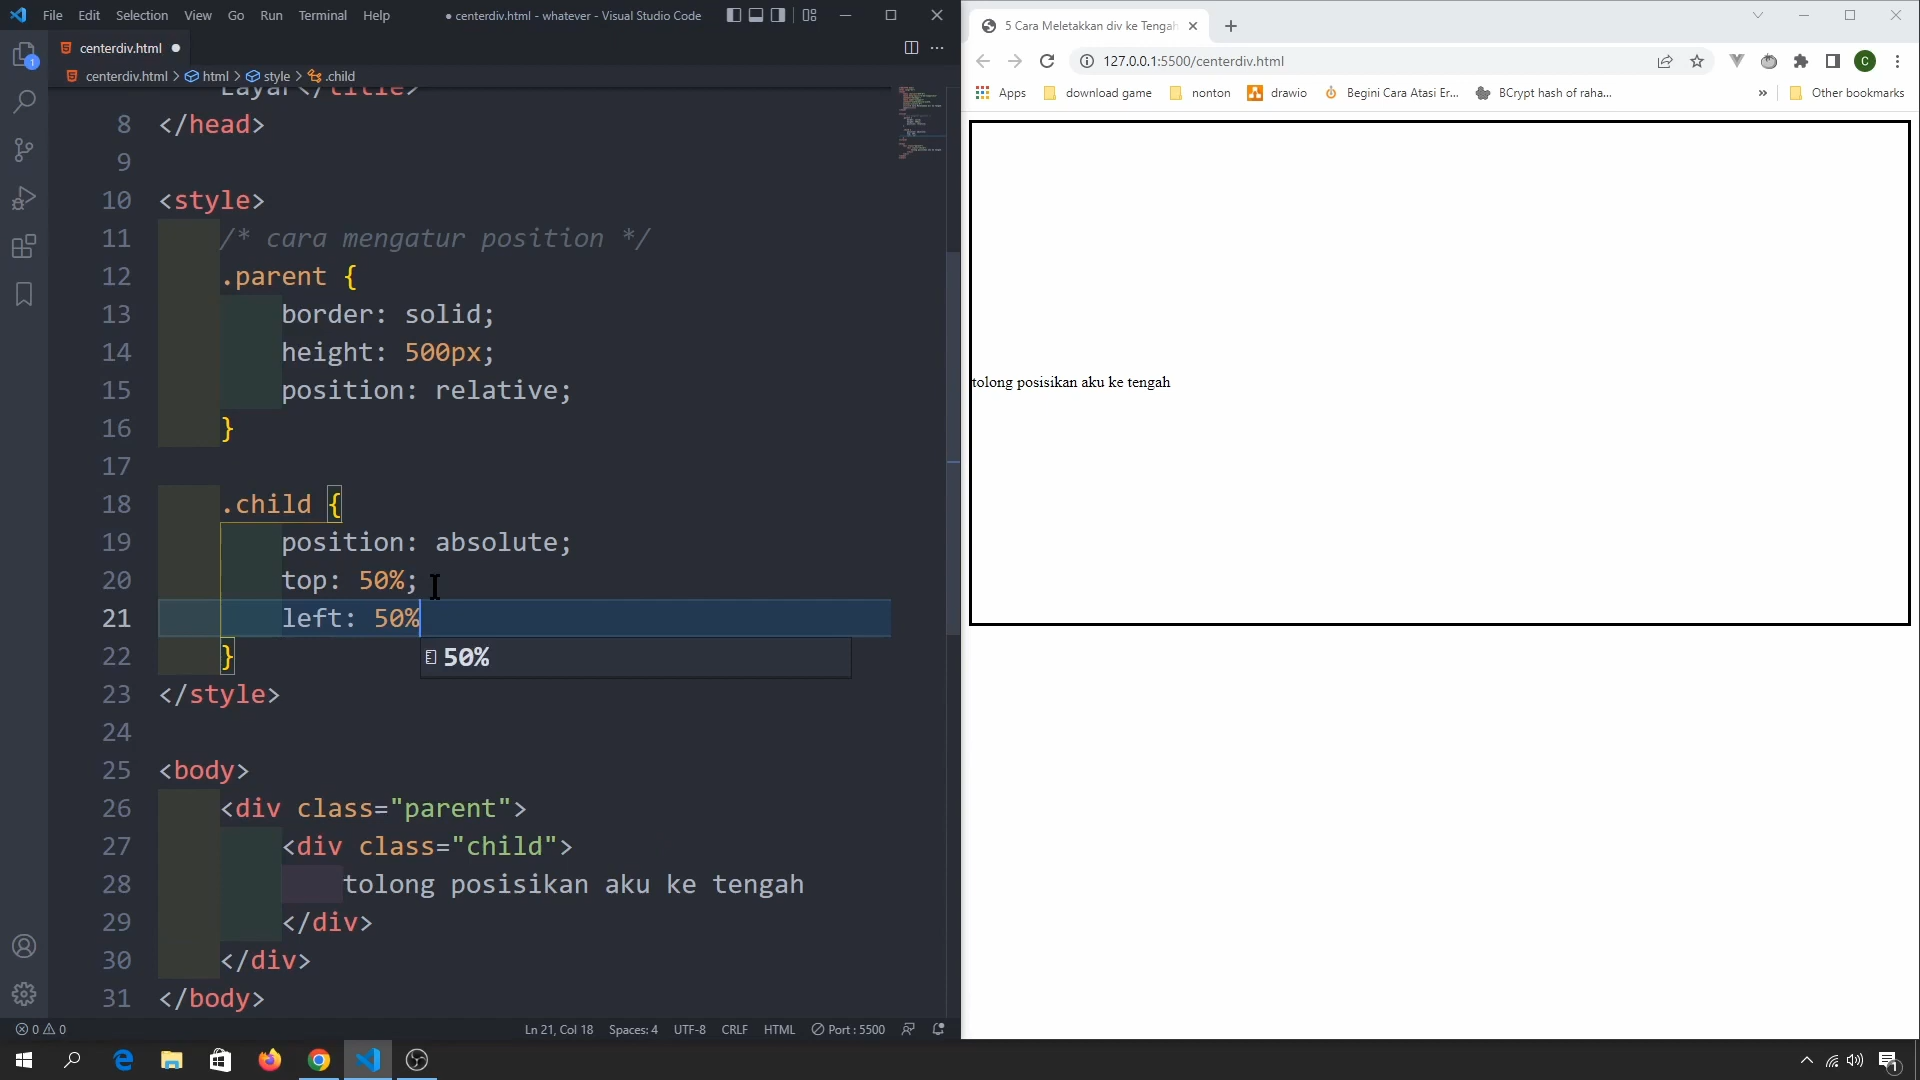 File Edit Selection View Go Run Terminal Help ● centerdiv.html - whatever - Visual Studio Code
centerdiv.html ●
centerdiv.html > html > style > .child
Layar</title>
8 </head>
9
10 <style>
11 /* cara mengatur position */
12 .parent {
13 border: solid;
14 height: 500px;
15 position: relative;
16 }
17
18 .child {
19 position: absolute;
20 top: 50%;
21 left: 50%
50%
22 }
23 </style>
24
25 <body>
26 <div class="parent">
27 <div class="child">
28 tolong posisikan aku ke tengah
29 </div>
30 </div>
31 </body>
1
0 0
Ln 21, Col 18 Spaces: 4 UTF-8 CRLF HTML Port : 5500
5 Cara Meletakkan div ke Tengah
127.0.0.1:5500/centerdiv.html
C
Apps download game nonton drawio Begini Cara Atasi Er... BCrypt hash of raha... » Other bookmarks
tolong posisikan aku ke tengah
1